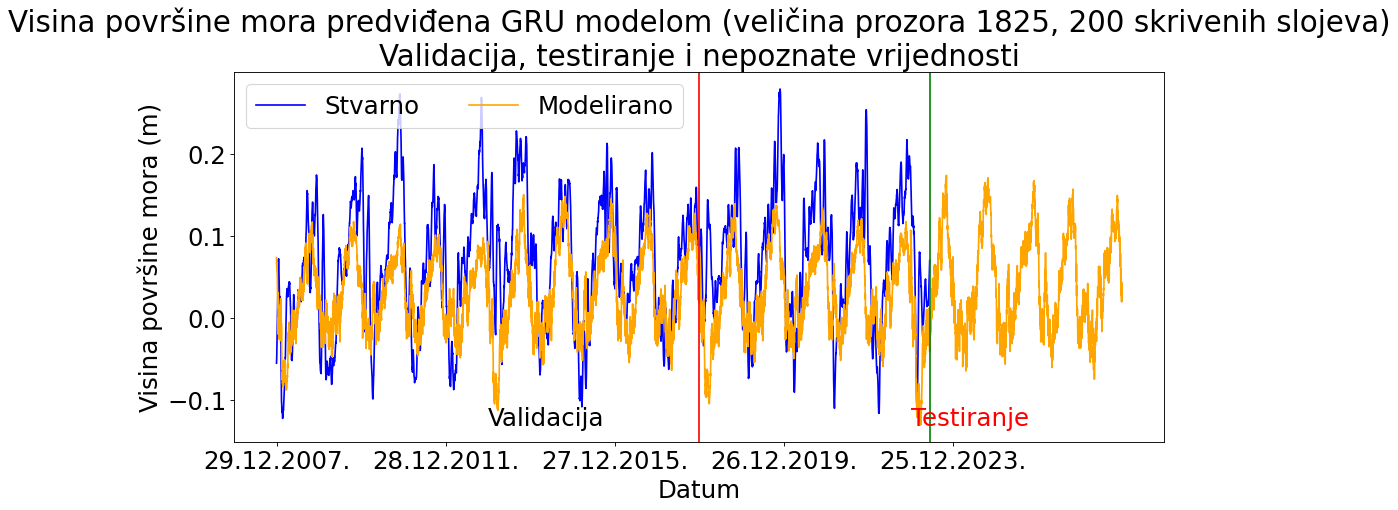 Visina površine mora predviđena GRU modelom (veličina prozora 1825, 200 skrivenih slojeva)
Validacija, testiranje i nepoznate vrijednosti
Stvarno
Modelirano
Visina površine mora (m)
0.2
0.1
0.0
−0.1
Validacija
Testiranje
29.12.2007.
28.12.2011.
27.12.2015.
26.12.2019.
25.12.2023.
Datum